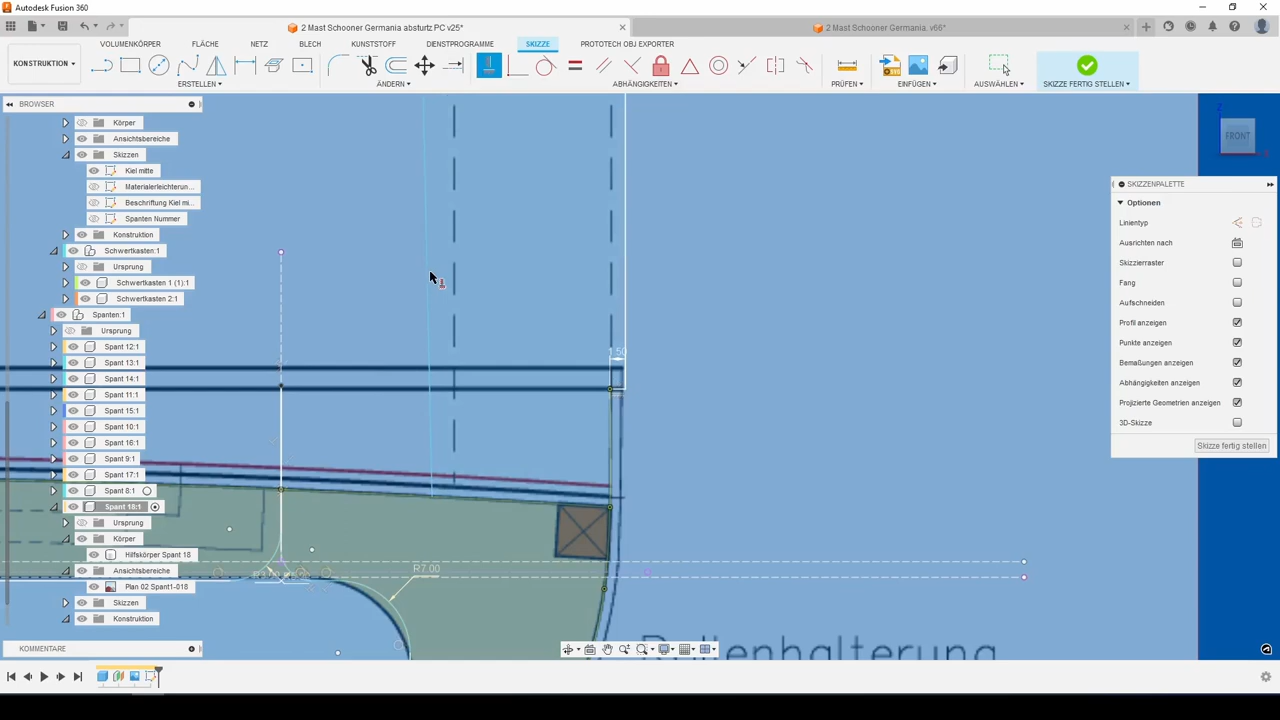 Autodesk Fusion 360
2 Mast Schooner Germania absturtz PC v25*
2 Mast Schooner Germania. v66*
VOLUMENKÖRPER FLÄCHE NETZ BLECH KUNSTSTOFF DIENSTPROGRAMME SKIZZE PROTOTECH OBJ EXPORTER
KONSTRUKTION
ERSTELLEN ÄNDERN ABHÄNGIGKEITEN PRÜFEN EINFÜGEN AUSWÄHLEN SKIZZE FERTIG STELLEN
BROWSER
Körper
Ansichtsbereiche
Skizzen
Kiel mitte
Materialerleichterun...
Beschriftung Kiel mi...
Spanten Nummer
Konstruktion
Schwertkasten:1
Ursprung
Schwertkasten 1 (1):1
Schwertkasten 2:1
Spanten:1
Ursprung
Spant 12:1
Spant 13:1
Spant 14:1
Spant 11:1
Spant 15:1
Spant 10:1
Spant 16:1
Spant 9:1
Spant 17:1
Spant 8:1
Spant 18:1
Ursprung
Körper
Hilfskörper Spant 18
Ansichtsbereiche
Plan 02 Spant1-018
Skizzen
Konstruktion
KOMMENTARE
1.50
R7.00
Rollenhalterung
FRONT
SKIZZENPALETTE
Optionen
Linientyp
Ausrichten nach
Skizzierraster
Fang
Aufschneiden
Profil anzeigen
Punkte anzeigen
Bemaßungen anzeigen
Abhängigkeiten anzeigen
Projizierte Geometrien anzeigen
3D-Skizze
Skizze fertig stellen